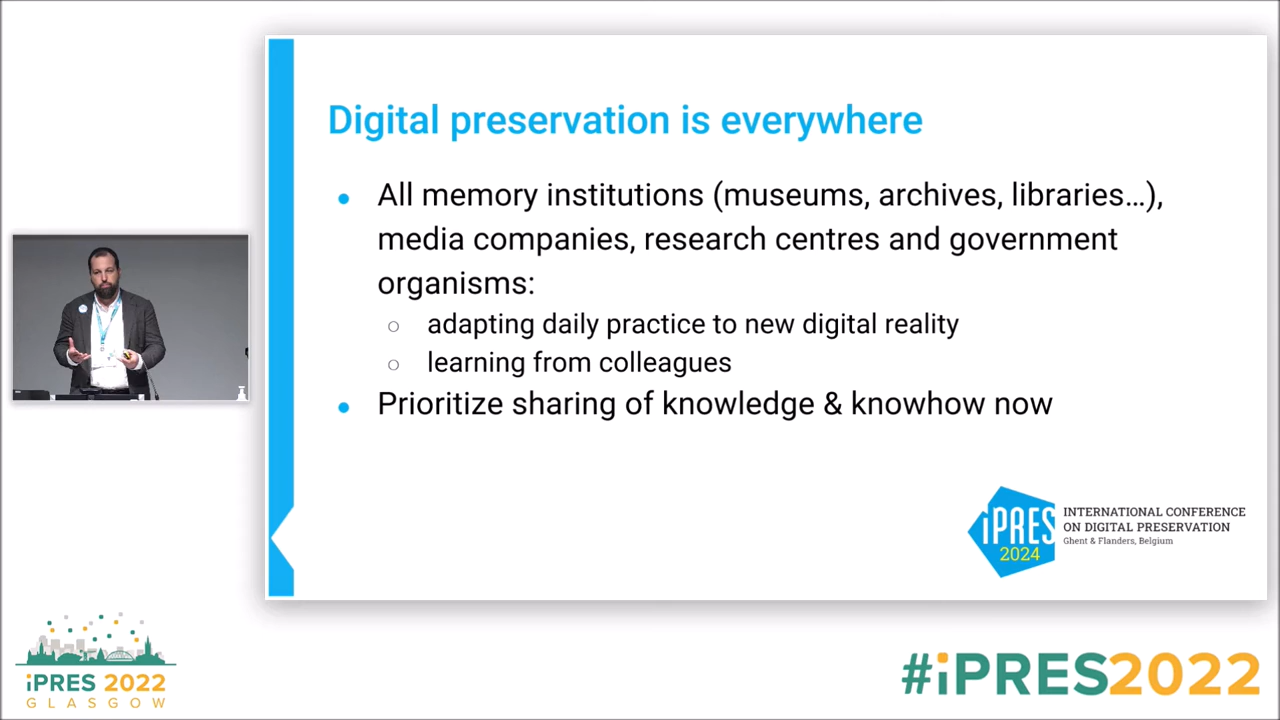 Digital preservation is everywhere
All memory institutions (museums, archives, libraries…),
media companies, research centres and government
organisms:
adapting daily practice to new digital reality
learning from colleagues
Prioritize sharing of knowledge & knowhow now
iPRES
2024
INTERNATIONAL CONFERENCE
ON DIGITAL PRESERVATION
Ghent & Flanders, Belgium
iPRES 2022
GLASGOW
#iPRES2022